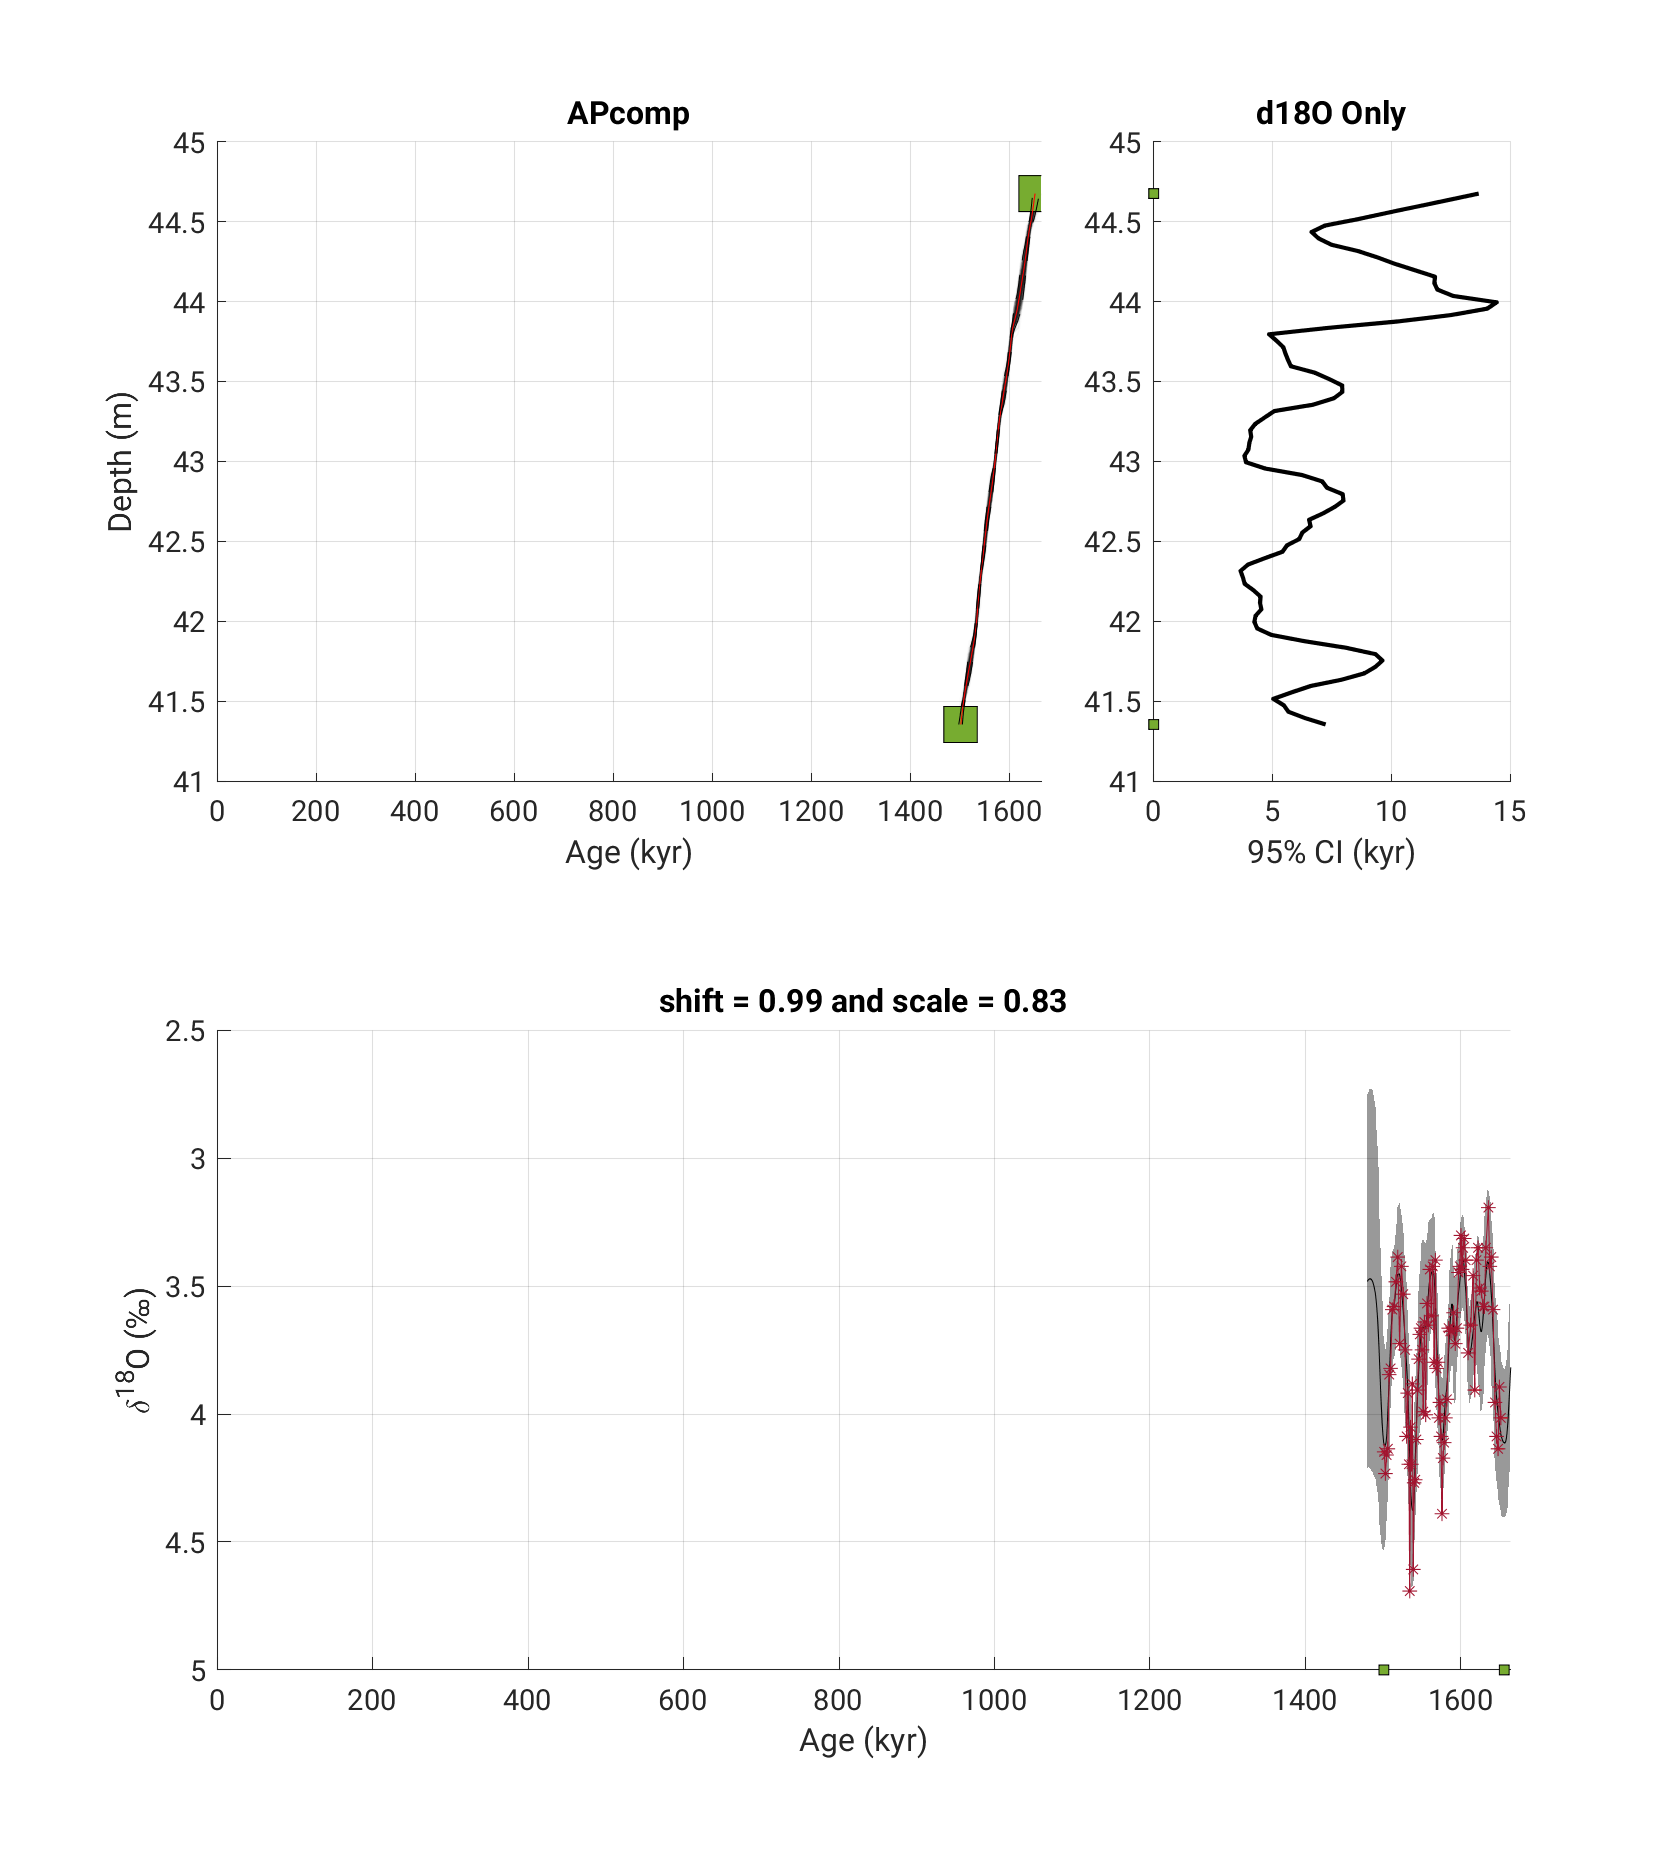 APcomp
45
44.5
44
43.5
43
42.5
42
41.5
41
Depth (m)
0 200 400 600 800 1000 1200 1400 1600
Age (kyr)
d18O Only
45
44.5
44
43.5
43
42.5
42
41.5
41
0 5 10 15
95% CI (kyr)
shift = 0.99 and scale = 0.83
2.5
3
3.5
4
4.5
5
δ18O (‰)
0 200 400 600 800 1000 1200 1400 1600
Age (kyr)